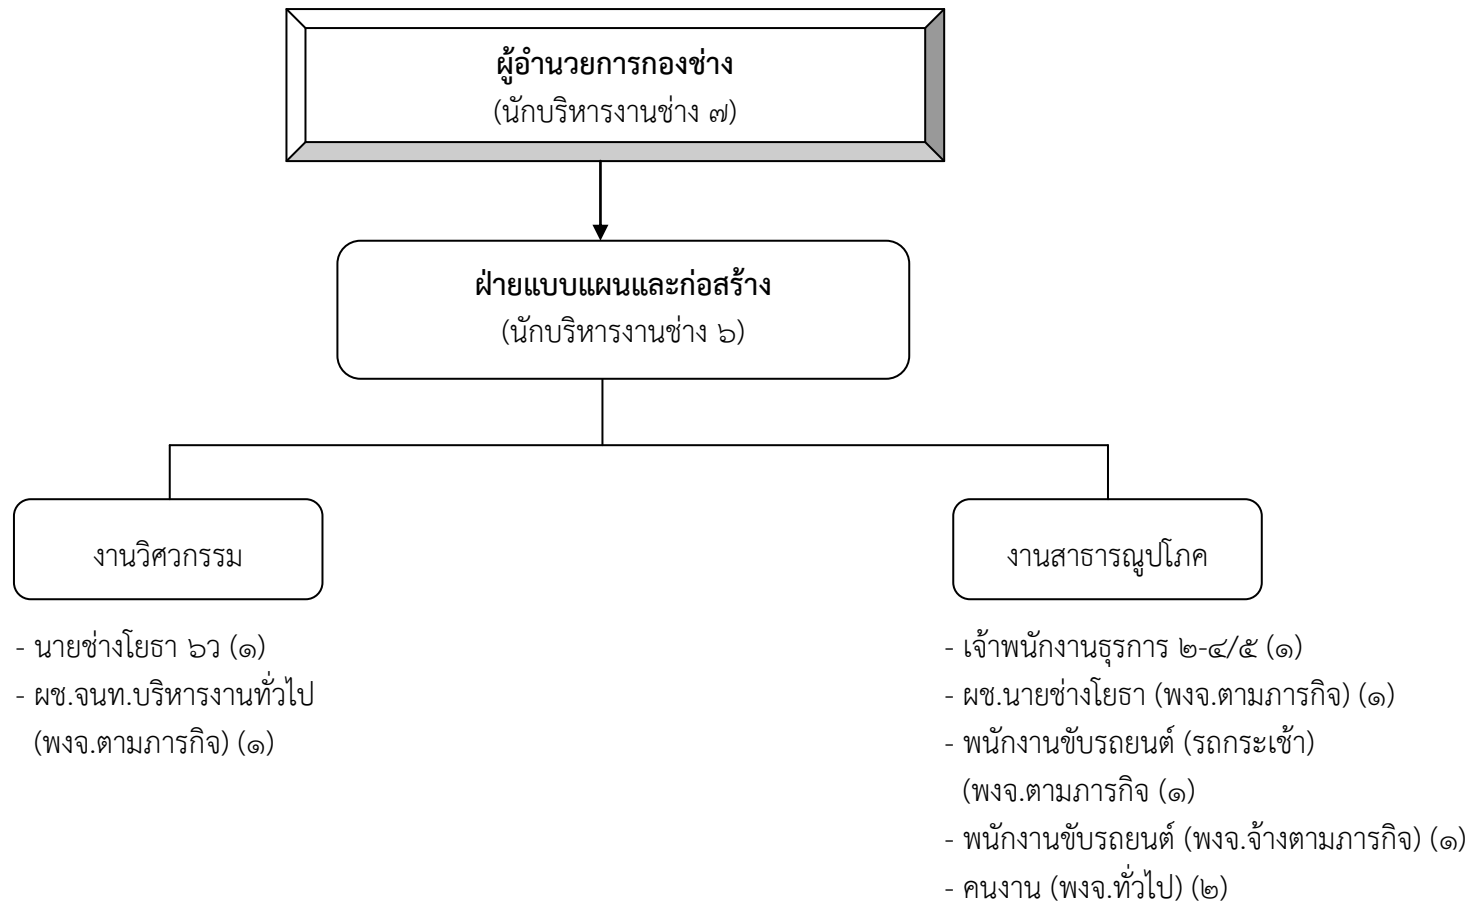 ผู้อำนวยการกองช่าง
(นักบริหารงานช่าง ๗)
ฝ่ายแบบแผนและก่อสร้าง
(นักบริหารงานช่าง ๖)
งานวิศวกรรม
- นายช่างโยธา ๖ว (๑)
- ผช.จนท.บริหารงานทั่วไป
(พงจ.ตามภารกิจ) (๑)
งานสาธารณูปโภค
- เจ้าพนักงานธุรการ ๒-๔/๕ (๑)
- ผช.นายช่างโยธา (พงจ.ตามภารกิจ) (๑)
- พนักงานขับรถยนต์ (รถกระเช้า)
(พงจ.ตามภารกิจ (๑)
- พนักงานขับรถยนต์ (พงจ.จ้างตามภารกิจ) (๑)
- คนงาน (พงจ.ทั่วไป) (๒)